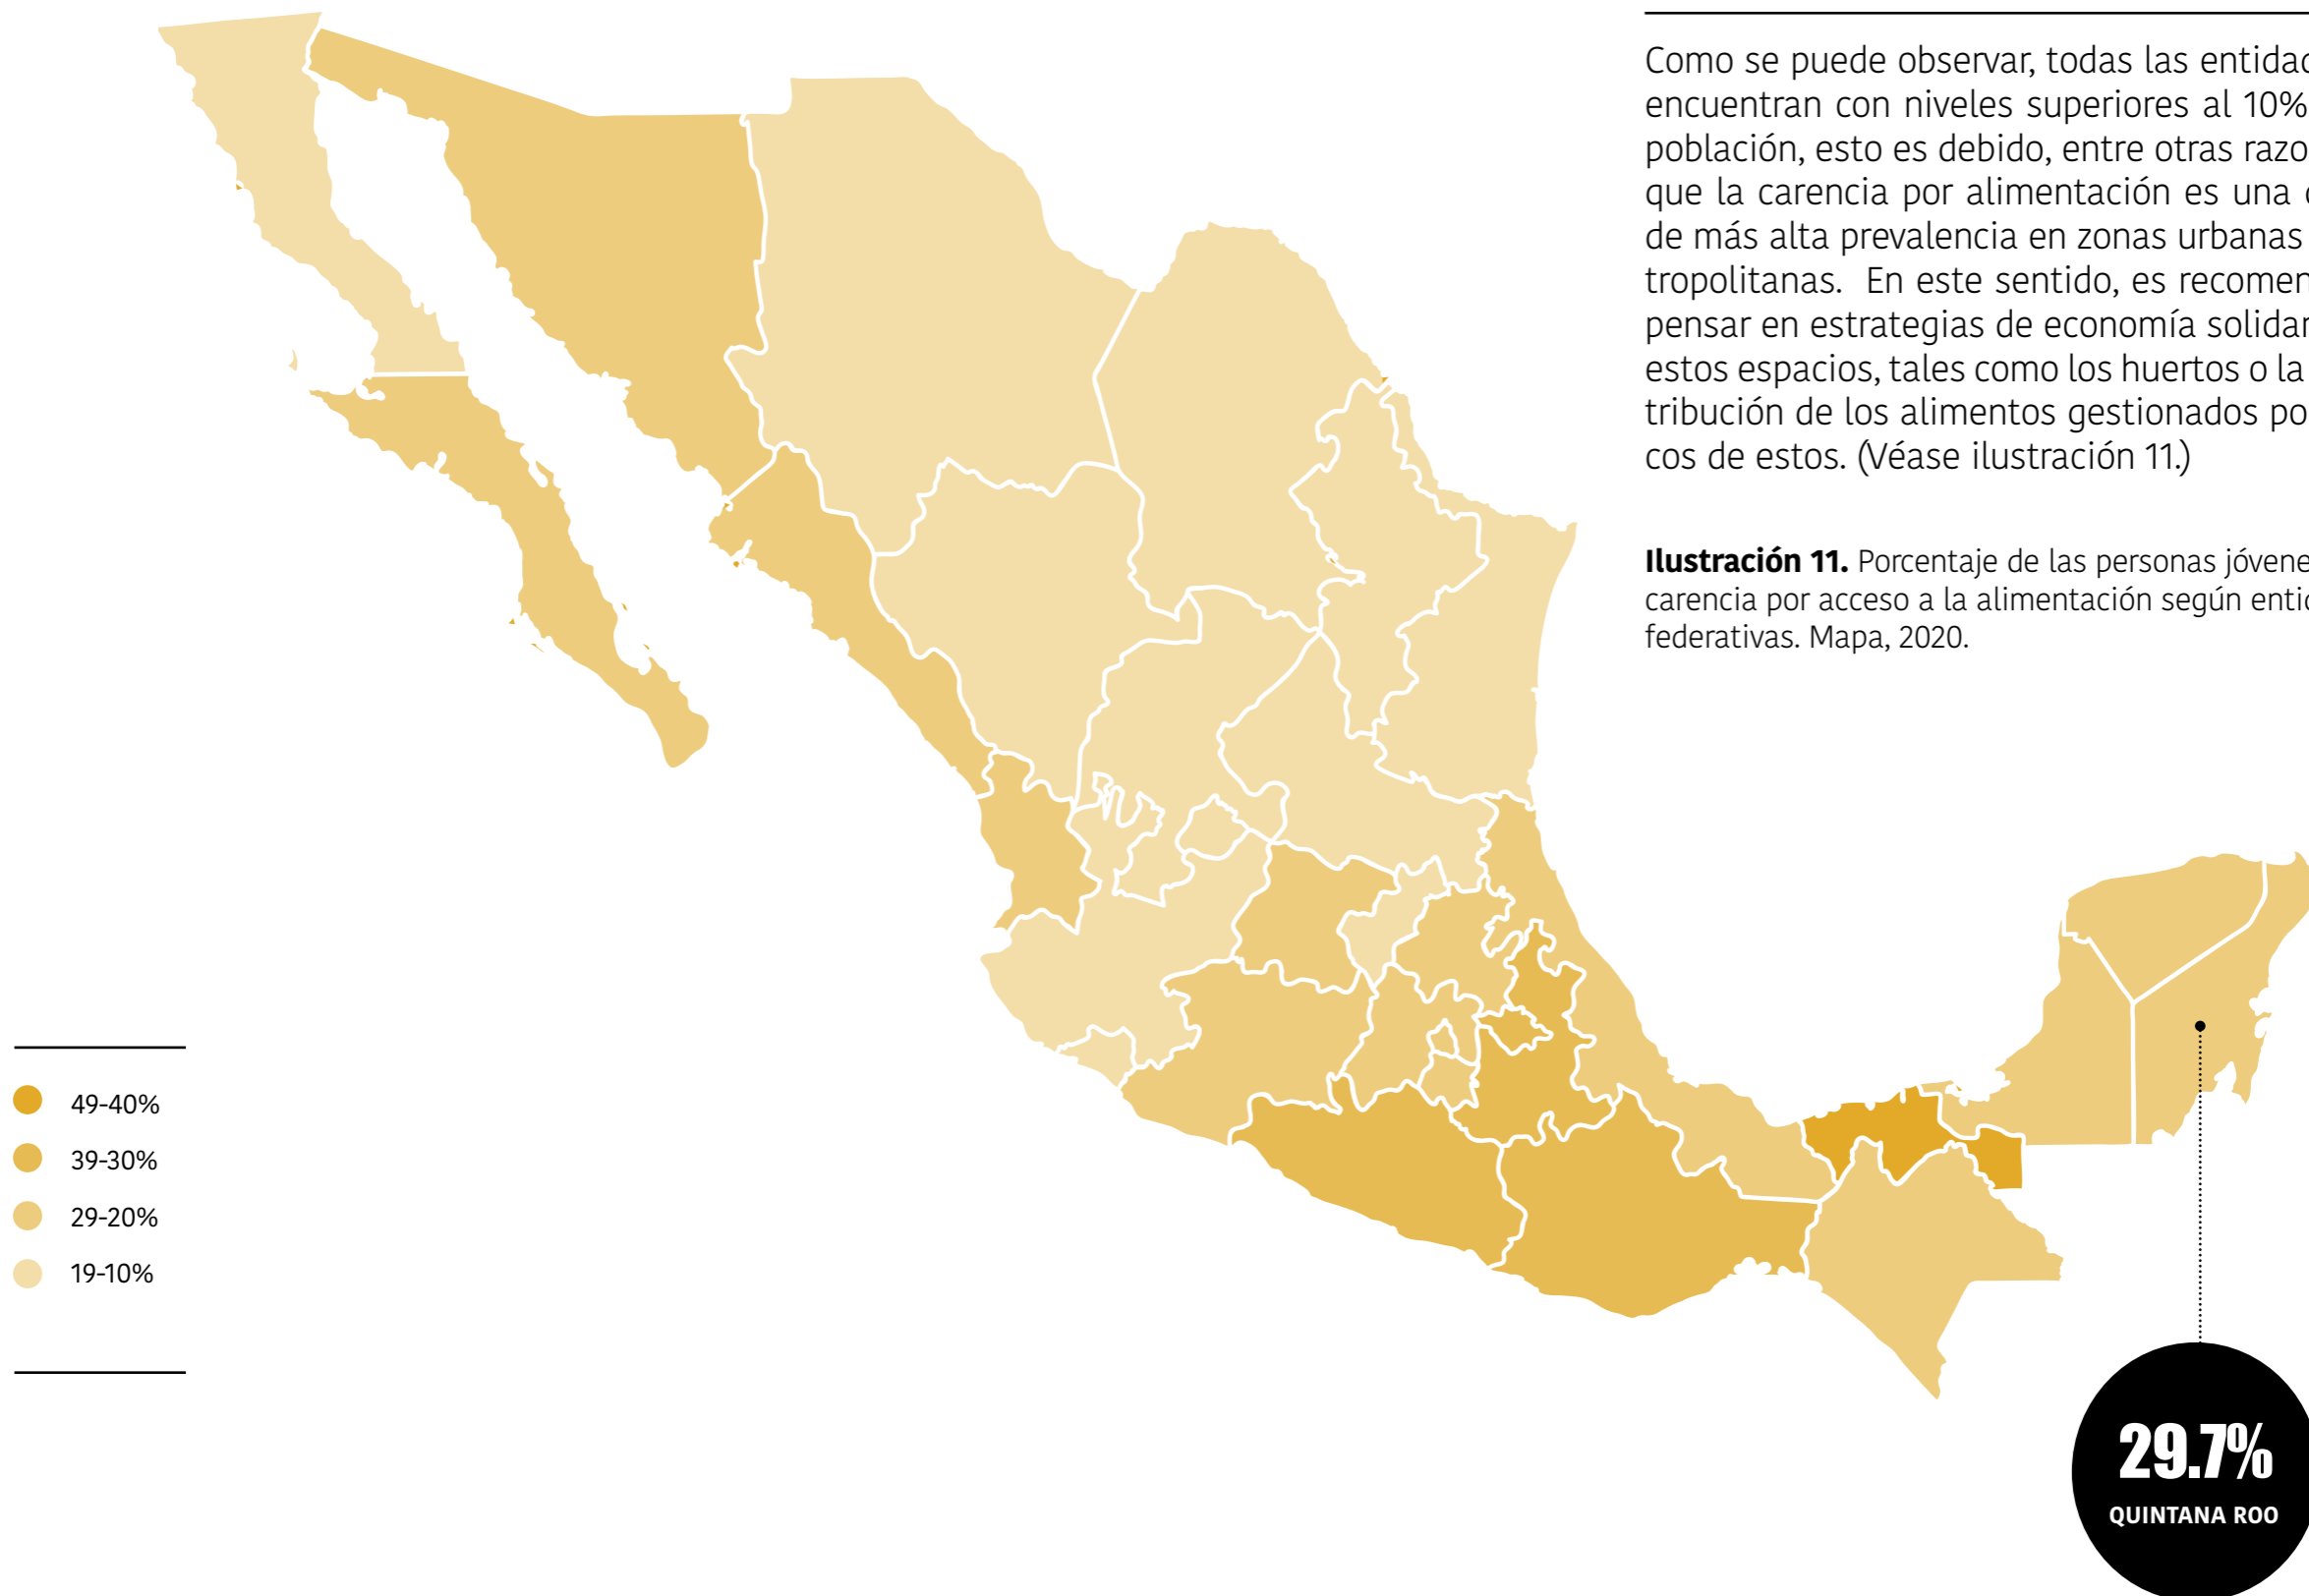 Como se puede observar, todas las entidad
encuentran con niveles superiores al 10%
población, esto es debido, entre otras razo
que la carencia por alimentación es una
de más alta prevalencia en zonas urbanas
tropolitanas. En este sentido, es recomen
pensar en estrategias de economía solidar
estos espacios, tales como los huertos o la
tribución de los alimentos gestionados po
cos de estos. (Véase ilustración 11.)
Ilustración 11. Porcentaje de las personas jóvene
carencia por acceso a la alimentación según entid
federativas. Mapa, 2020.
49-40%
39-30%
29-20%
19-10%
29.7%
QUINTANA ROO